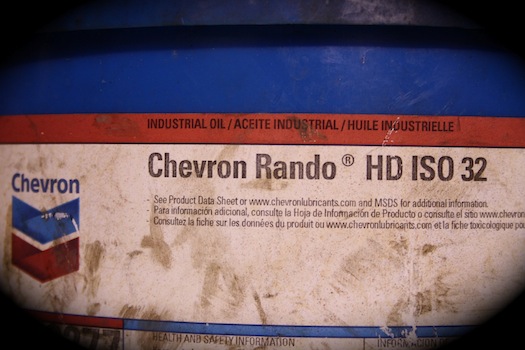 INDUSTRIAL OIL / ACEITE INDUSTRIAL / HUILE INDUSTRIELLE
Chevron Rando® HD ISO 32
Chevron
- See Product Data Sheet or www.chevronlubricants.com and MSDS for additional information.
- Para información adicional, consulte la Hoja de Información de Producto o consulte el sitio www.chevron
- Consultez la fiche sur les données du produit ou www.chevronlubricants.com et la fiche toxicologique pou
HEALTH AND SAFETY INFORMATION